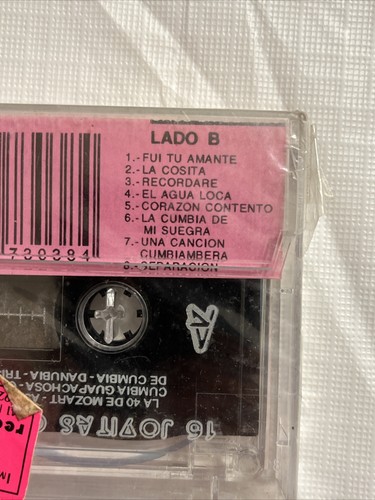 LADO B
1.-FUI TU AMANTE
2.-LA COSITA
3.-RECORDARE
4.-EL AGUA LOCA
5.-CORAZON CONTENTO
6.-LA CUMBIA DE
MI SUEGRA
7.-UNA CANCION
CUMBIAMBERA
8.-SEPARACION
730384
A
DE CUMBIA - DANUBIA - TRI
CUMBIA GUAPACHOSA -
LA 40 DE MOZART - A
16 JOYITAS